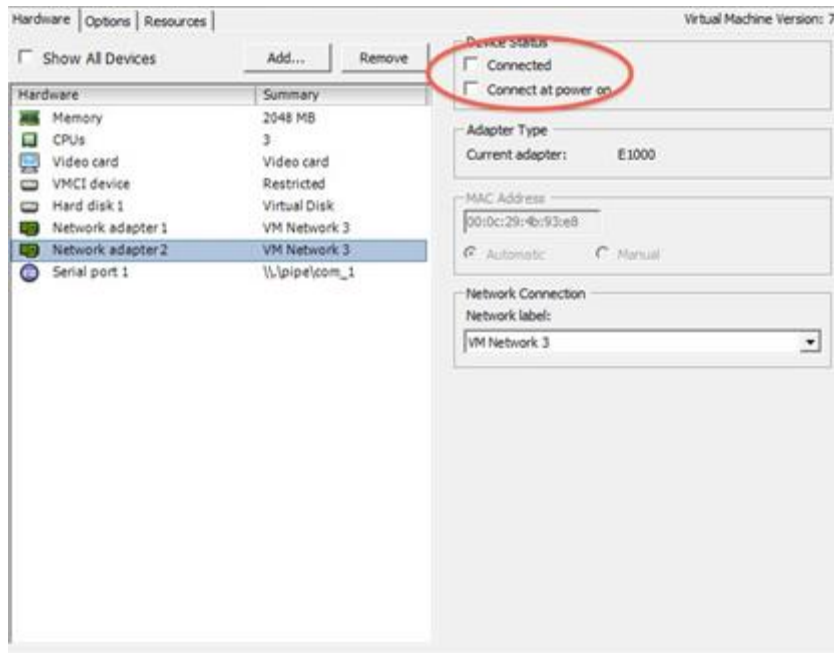 Hardware Options Resources Virtual Machine Version: 7
Show All Devices Add... Remove
Device Status
Connected
Connect at power on
Hardware Summary
Memory 2048 MB
CPUs 3
Video card Video card
VMCI device Restricted
Hard disk 1 Virtual Disk
Network adapter 1 VM Network 3
Network adapter 2 VM Network 3
Serial port 1 \\.\pipe\com_1
Adapter Type
Current adapter: E1000
MAC Address
00:0c:29:4b:93:e8
Automatic Manual
Network Connection
Network label:
VM Network 3